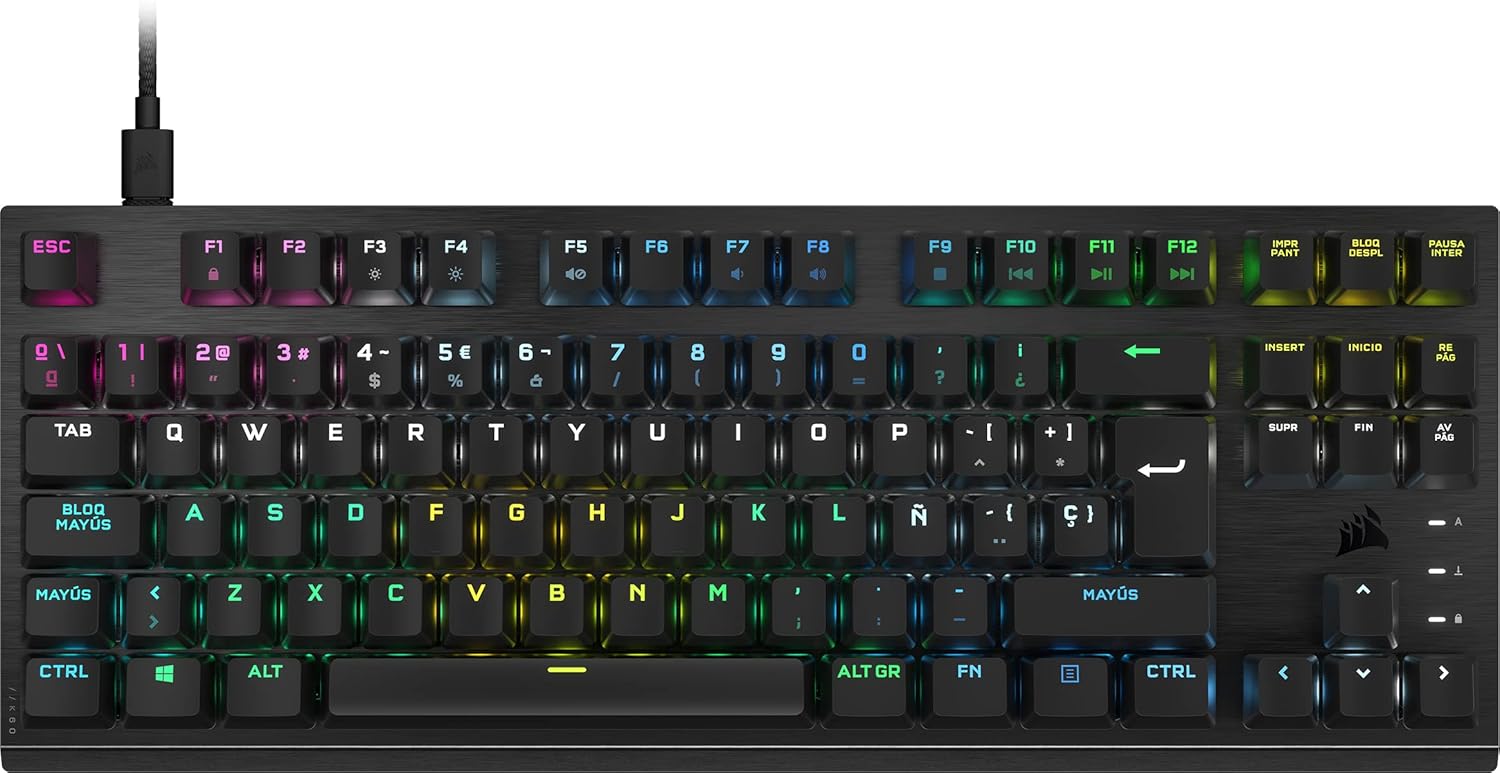 ESC F1 F2 F3 F4 F5 F6 F7 F8 F9 F10 F11 F12 IMPR PANT BLOQ DESPL PAUSA INTER
º \ ª 1 | ! 2 @ " 3 # · 4 ~ $ 5 € % 6 ¬ & 7 / 8 ( 9 ) 0 = ' ? ¡ ¿ INSERT INICIO RE PÁG
TAB Q W E R T Y U I O P ` [ ^ + ] * SUPR FIN AV PÁG
BLOQ MAYÚS A S D F G H J K L Ñ ´ { ¨ Ç } A
MAYÚS < > Z X C V B N M , ; . : - _ MAYÚS
CTRL ALT ALT GR FN CTRL
//K60